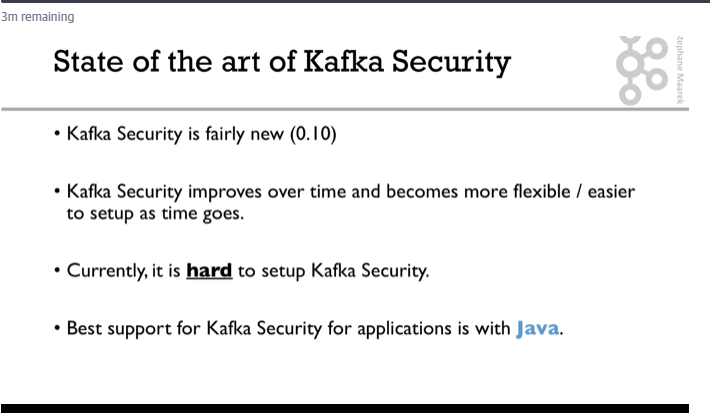 3m remaining
State of the art of Kafka Security
tephane Maarek
• Kafka Security is fairly new (0.10)
• Kafka Security improves over time and becomes more flexible / easier
to setup as time goes.
• Currently, it is hard to setup Kafka Security.
• Best support for Kafka Security for applications is with Java.